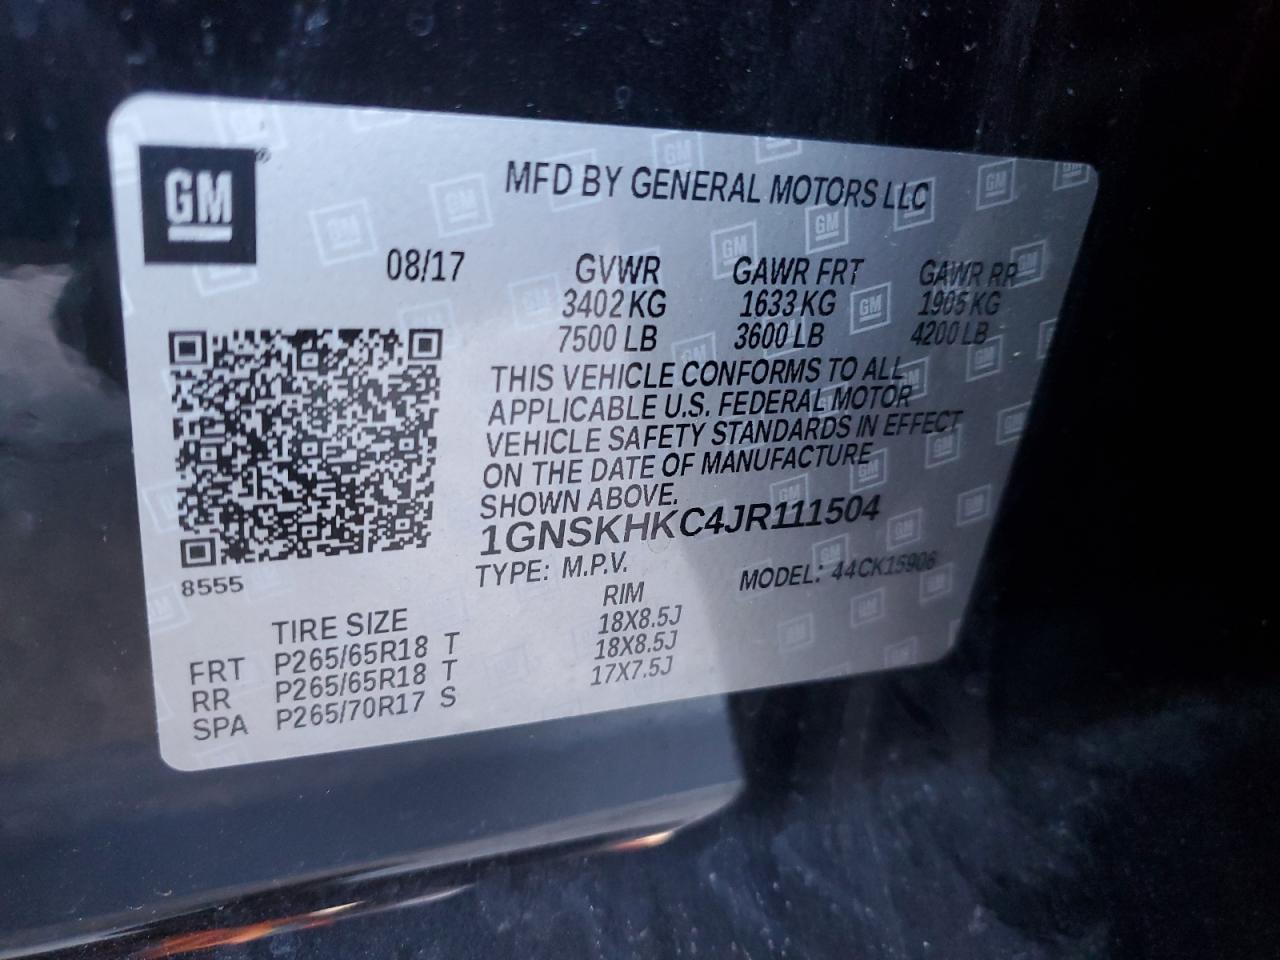 GM
MFD BY GENERAL MOTORS LLC
08/17 GVWR GAWR FRT GAWR RR
3402 KG 1633 KG 1905 KG
7500 LB 3600 LB 4200 LB
THIS VEHICLE CONFORMS TO ALL
APPLICABLE U.S. FEDERAL MOTOR
VEHICLE SAFETY STANDARDS IN EFFECT
ON THE DATE OF MANUFACTURE
SHOWN ABOVE.
1GNSKHKC4JR111504
8555
TYPE: M.P.V. MODEL: 44CK15906
TIRE SIZE RIM
FRT P265/65R18 T 18X8.5J
RR P265/65R18 T 18X8.5J
SPA P265/70R17 S 17X7.5J